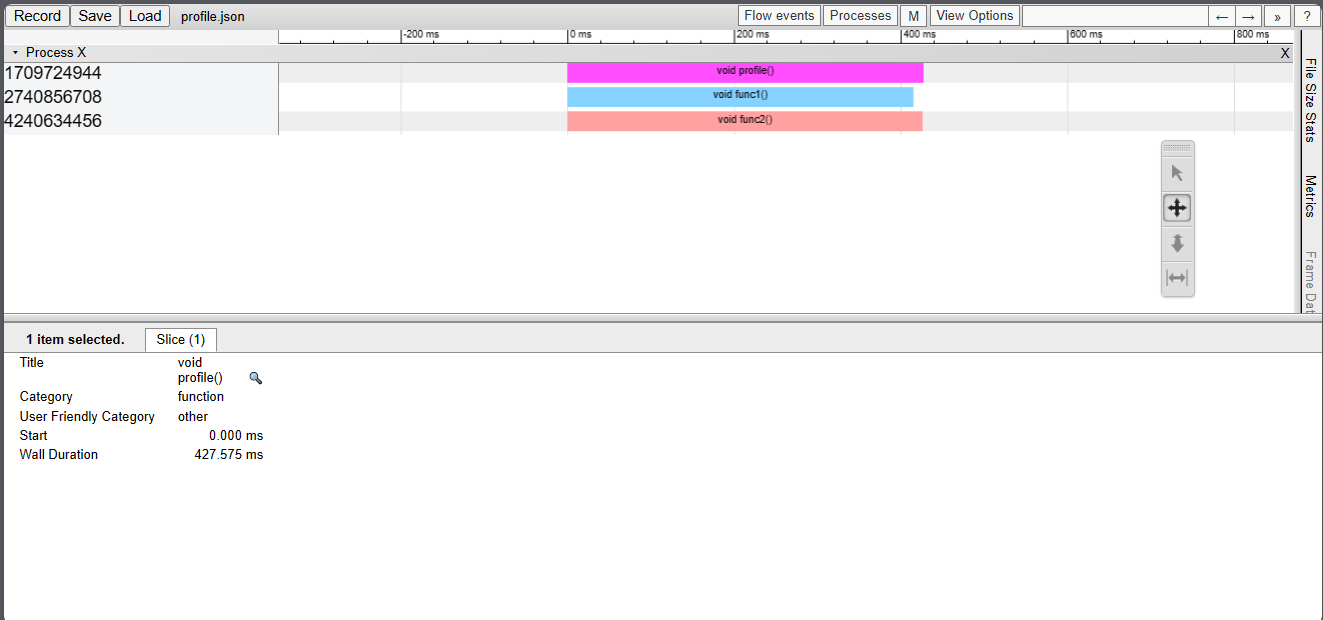 Record Save Load profile.json Flow events Processes M View Options ← → » ?
-200 ms 0 ms 200 ms 400 ms 600 ms 800 ms
Process X X
1709724944 void profile()
2740856708 void func1()
4240634456 void func2()
File Size Stats
Metrics
Frame Dat
1 item selected. Slice (1)
Title void
profile()
Category function
User Friendly Category other
Start 0.000 ms
Wall Duration 427.575 ms